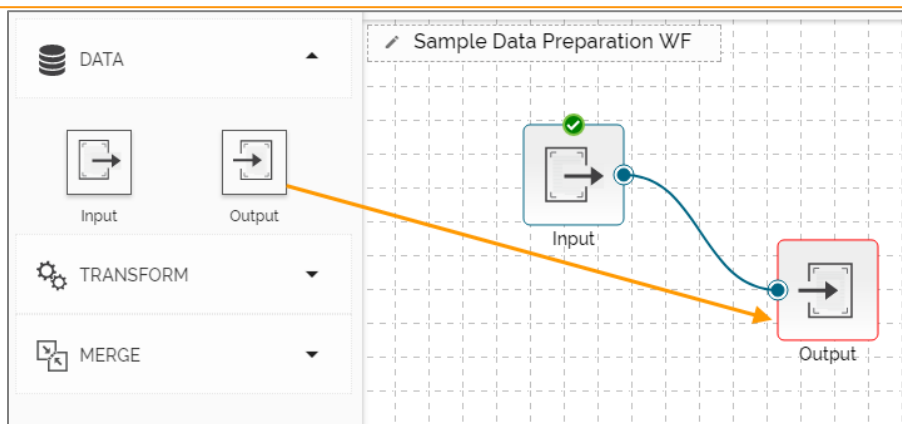 DATA
Input
Output
TRANSFORM
MERGE
Sample Data Preparation WF
Input
Output